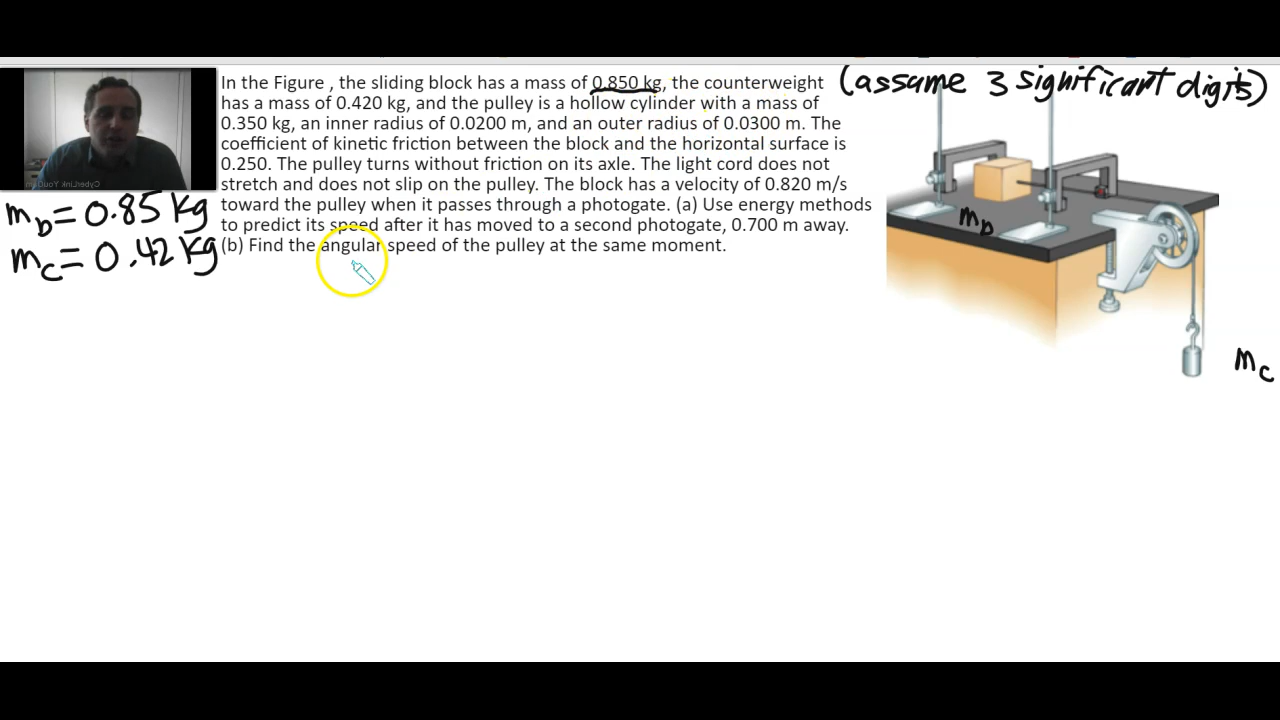 In the Figure , the sliding block has a mass of 0.850 kg, the counterweight
has a mass of 0.420 kg, and the pulley is a hollow cylinder with a mass of
0.350 kg, an inner radius of 0.0200 m, and an outer radius of 0.0300 m. The
coefficient of kinetic friction between the block and the horizontal surface is
0.250. The pulley turns without friction on its axle. The light cord does not
stretch and does not slip on the pulley. The block has a velocity of 0.820 m/s
toward the pulley when it passes through a photogate. (a) Use energy methods
to predict its speed after it has moved to a second photogate, 0.700 m away.
(b) Find the angular speed of the pulley at the same moment.
(assume 3 significant digits)
CyberLink YouCam
m_b = 0.85 kg
m_c = 0.42 kg
m_b
m_c